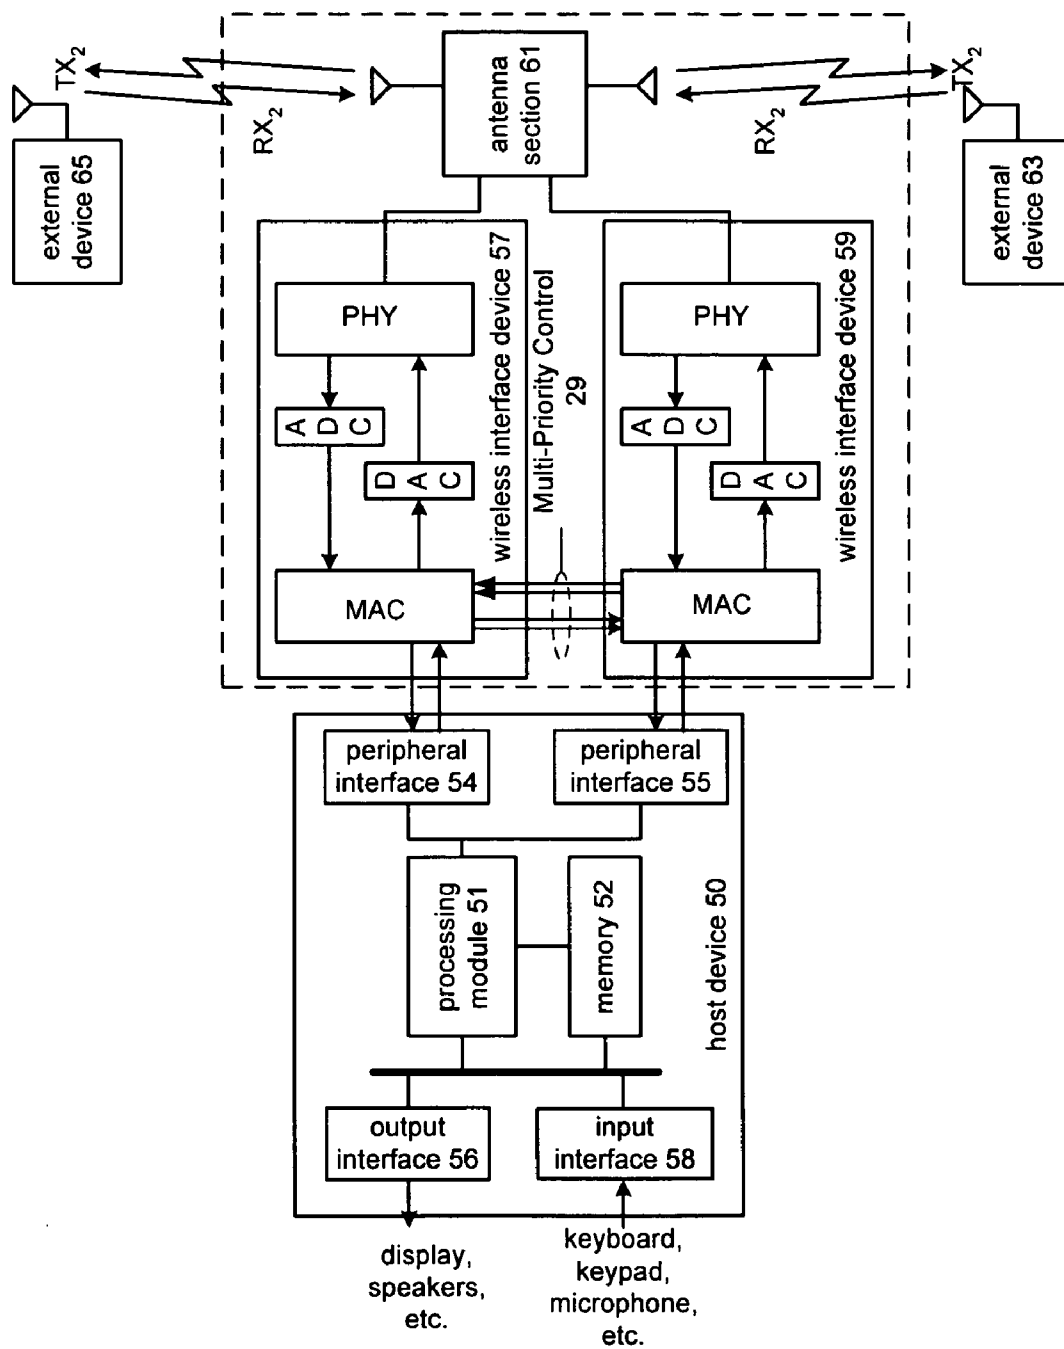 external
device 65
TX2
RX2
antenna
section 61
RX2
TX2
external
device 63
PHY
A
D
C
D
A
C
MAC
wireless interface device 57
Multi-Priority Control
29
PHY
A
D
C
D
A
C
MAC
wireless interface device 59
peripheral
interface 54
peripheral
interface 55
processing
module 51
memory 52
host device 50
output
interface 56
input
interface 58
display,
speakers,
etc.
keyboard,
keypad,
microphone,
etc.